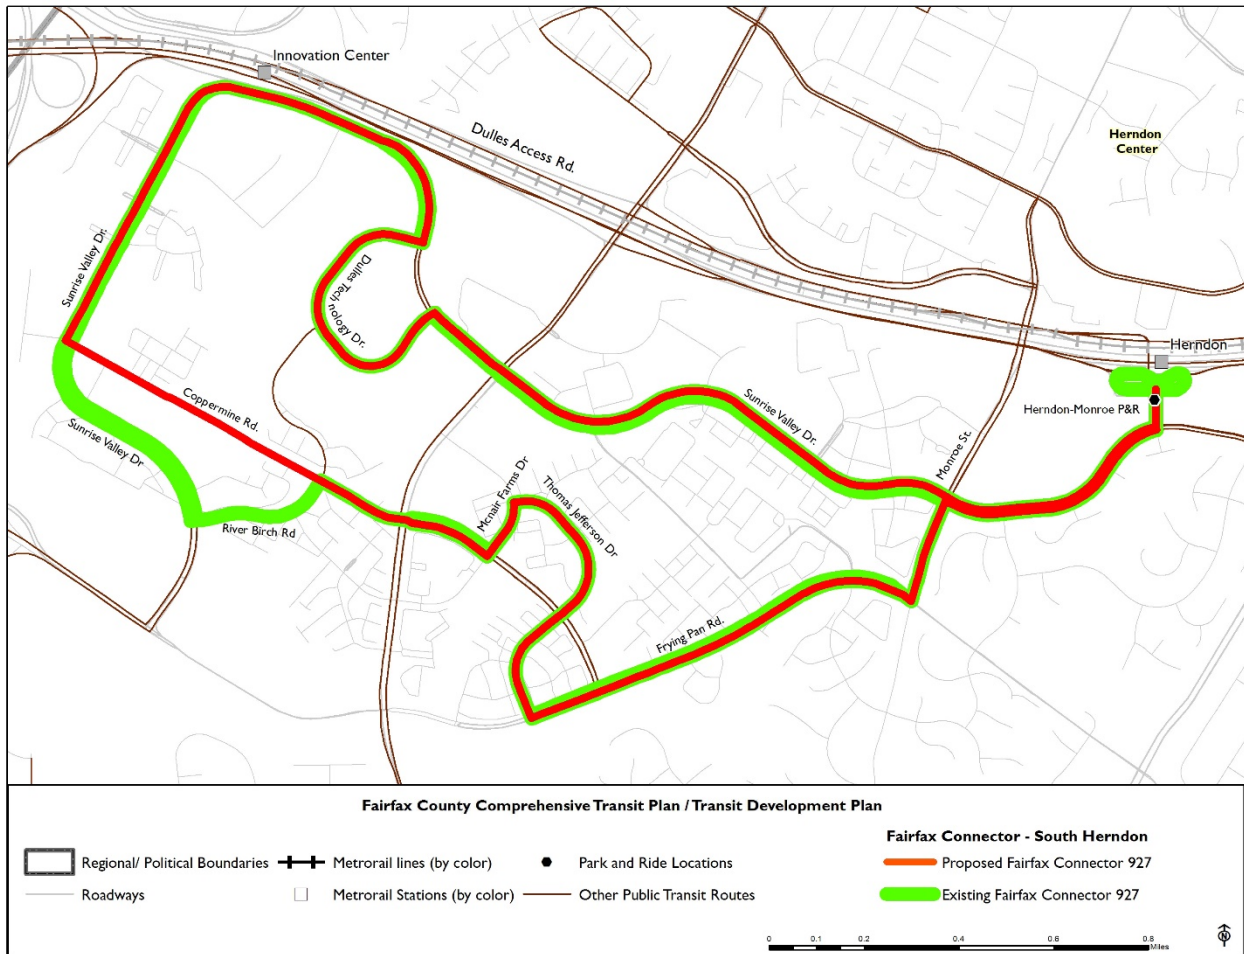 Innovation Center
Dulles Access Rd.
Herndon
Center
Sunrise Valley Dr.
Dulles Tech
nology Dr.
Herndon
Herndon-Monroe P&R
Coppermine Rd.
Sunrise Valley Dr.
Monroe St.
Sunrise Valley Dr
Mcnair Farms Dr
Thomas Jefferson Dr
River Birch Rd
Frying Pan Rd.
Fairfax County Comprehensive Transit Plan / Transit Development Plan
Fairfax Connector - South Herndon
Regional/ Political Boundaries
Metrorail lines (by color)
Park and Ride Locations
Proposed Fairfax Connector 927
Roadways
Metrorail Stations (by color)
Other Public Transit Routes
Existing Fairfax Connector 927
0 0.1 0.2 0.4 0.6 0.8
Miles
N